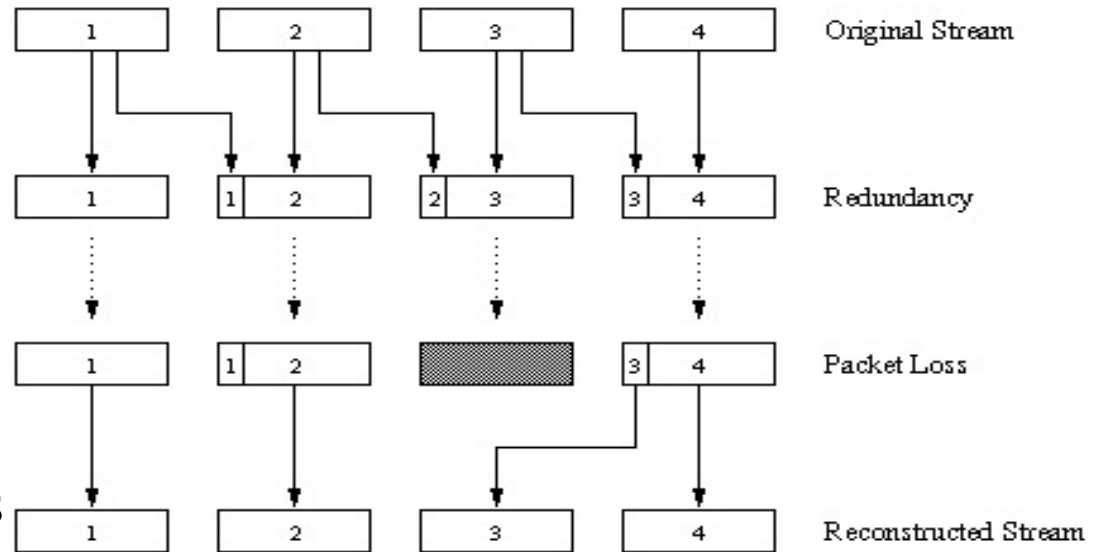 1 2 3 4 Original Stream
1 1 2 2 3 3 4 Redundancy
1 1 2 3 4 Packet Loss
1 2 3 4 Reconstructed Stream